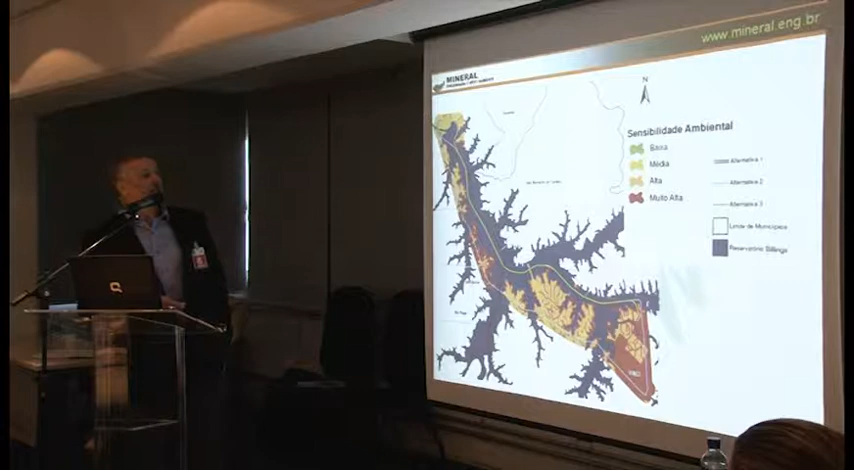 www.mineral.eng.br
MINERAL
N
Sensibilidade Ambiental
Baixa
Média
Alta
Muito Alta
Alternativa 1
Alternativa 2
Alternativa 3
Limite de Municípios
Reservatório Billings